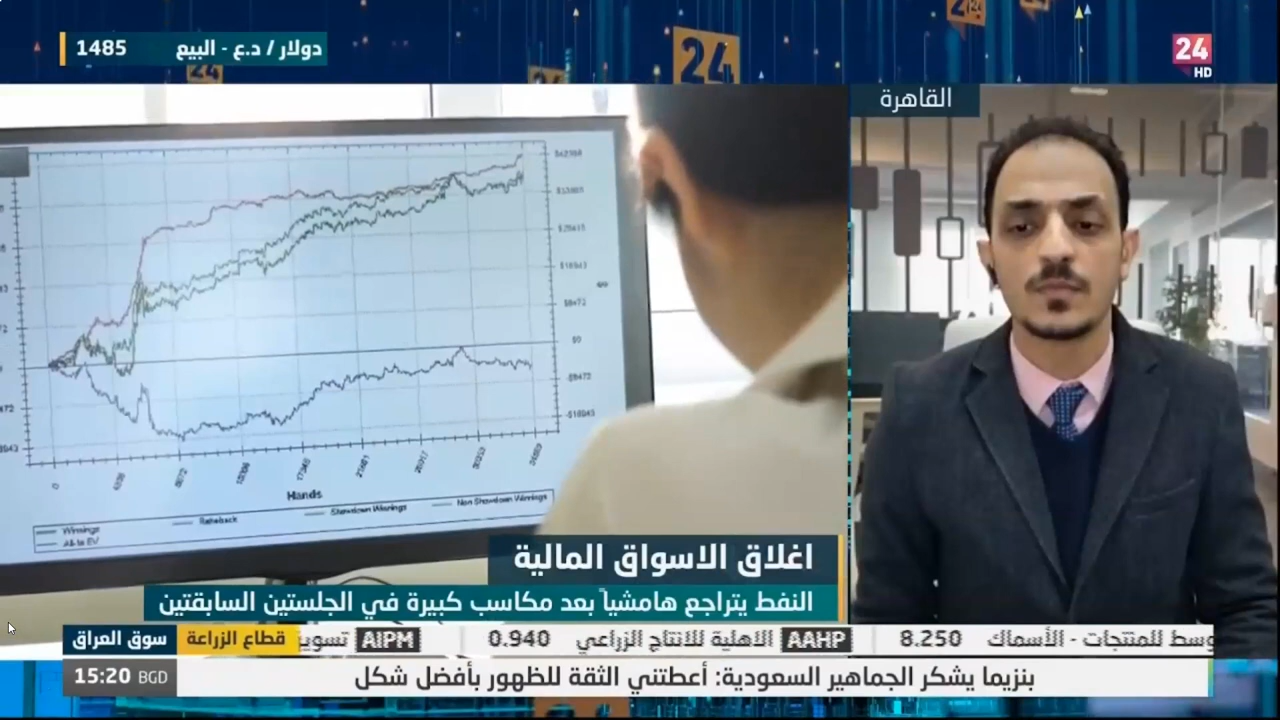 1485 دولار / د.ع - البيع
24
24
24 HD
القاهرة
Hands
Winnings
Rakeback
Showdown Winnings
Non Showdown Winnings
All-In EV
اغلاق الاسواق المالية
النفط يتراجع هامشياً بعد مكاسب كبيرة في الجلستين السابقتين
سوق العراق قطاع الزراعة AIPM 0.940 الاهلية للانتاج الزراعي AAHP 8.250 وسط للمنتجات - الأسماك
15:20 BGD
بنزيما يشكر الجماهير السعودية: أعطتني الثقة للظهور بأفضل شكل